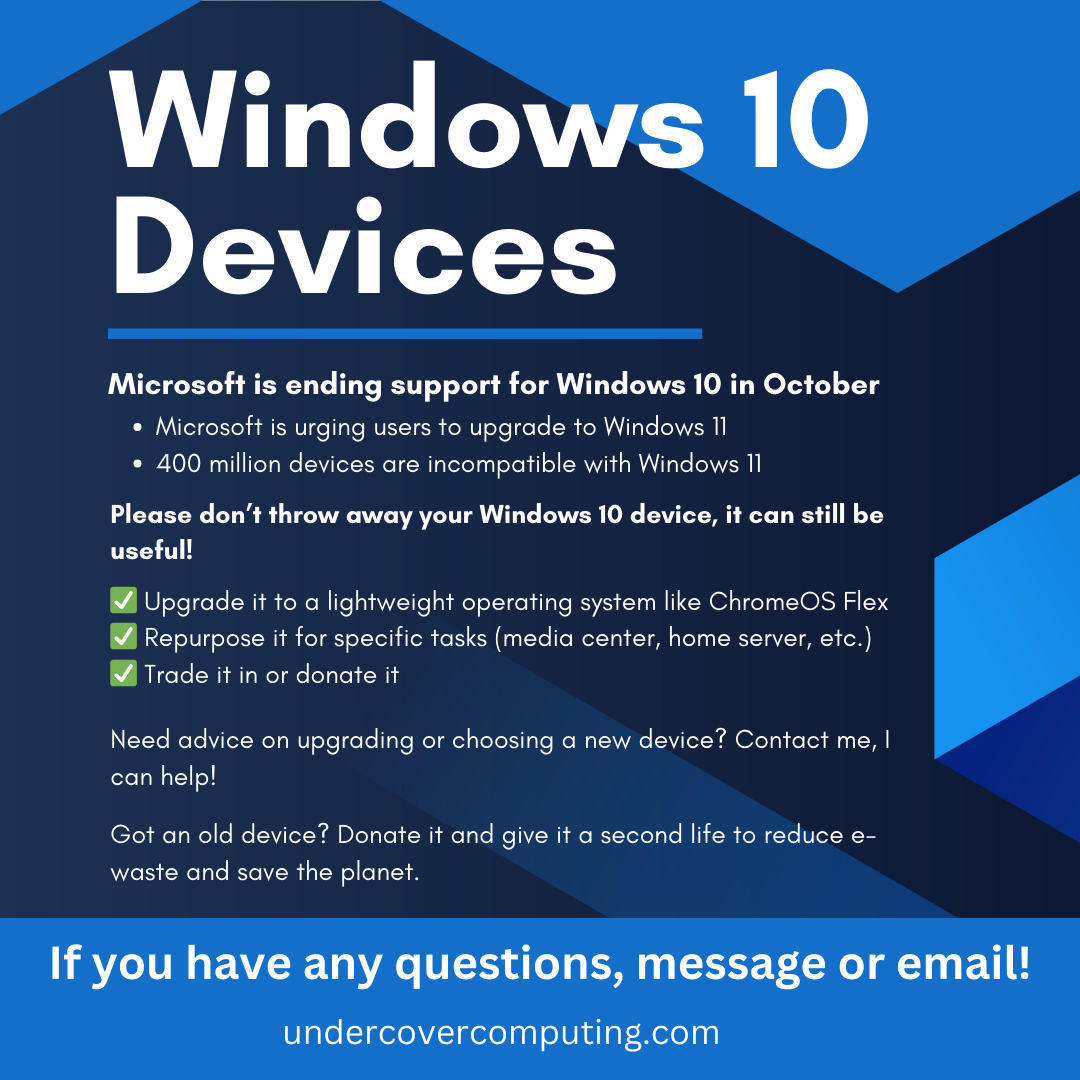 Windows 10
Devices
Microsoft is ending support for Windows 10 in October
• Microsoft is urging users to upgrade to Windows 11
• 400 million devices are incompatible with Windows 11
Please don’t throw away your Windows 10 device, it can still be
useful!
✅ Upgrade it to a lightweight operating system like ChromeOS Flex
✅ Repurpose it for specific tasks (media center, home server, etc.)
✅ Trade it in or donate it
Need advice on upgrading or choosing a new device? Contact me, I
can help!
Got an old device? Donate it and give it a second life to reduce e-
waste and save the planet.
If you have any questions, message or email!
undercovercomputing.com